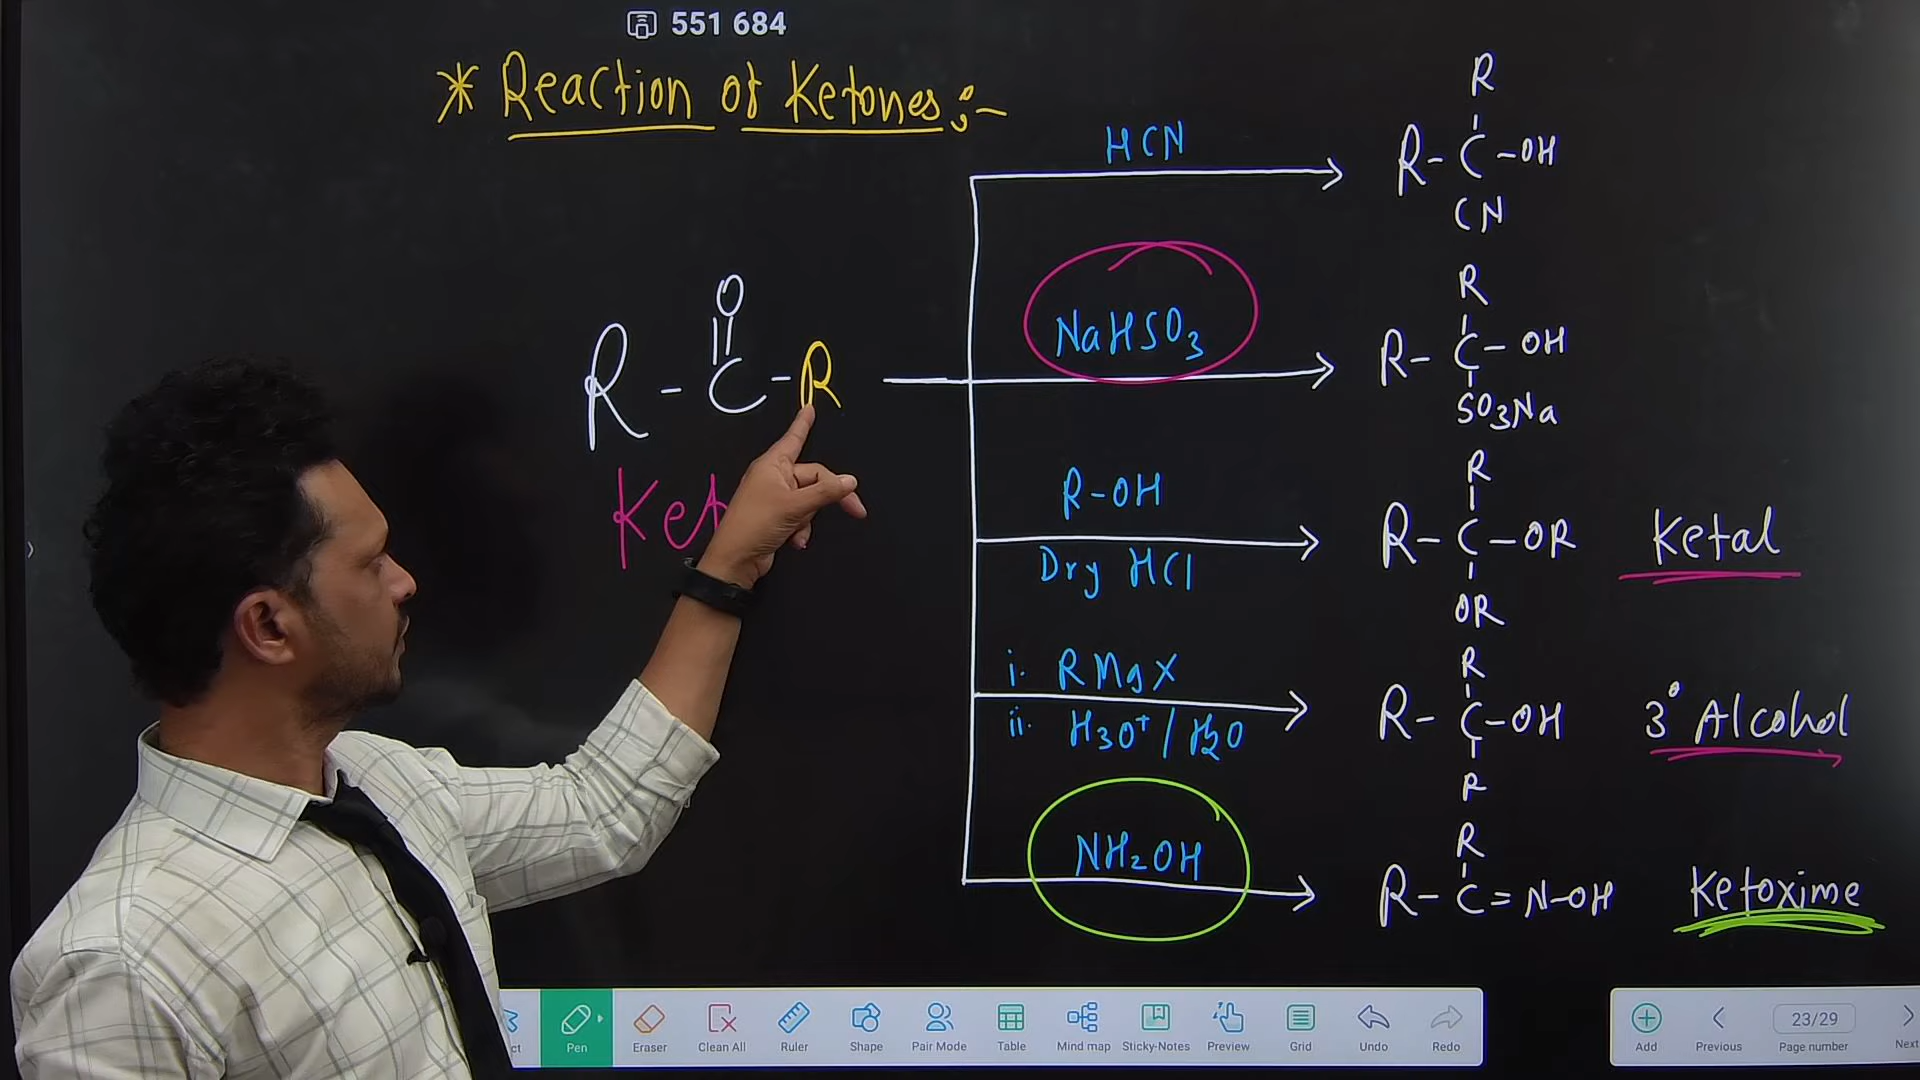 551 684
* Reaction of Ketones :-
HCN
R
R- C -OH
CN
NaHSO3
R
R- C - OH
SO3Na
O
R - C - R
Ket
R-OH
Dry HCl
R
R- C -OR
OR
Ketal
i. RMgX
ii. H3O+ / H2O
R
R- C-OH
R
3° Alcohol
NH2OH
R
R- C = N-OH
Ketoxime
ct Pen Eraser Clean All Ruler Shape Pair Mode Table Mind map Sticky-Notes Preview Grid Undo Redo
Add Previous 23/29 Page number Next